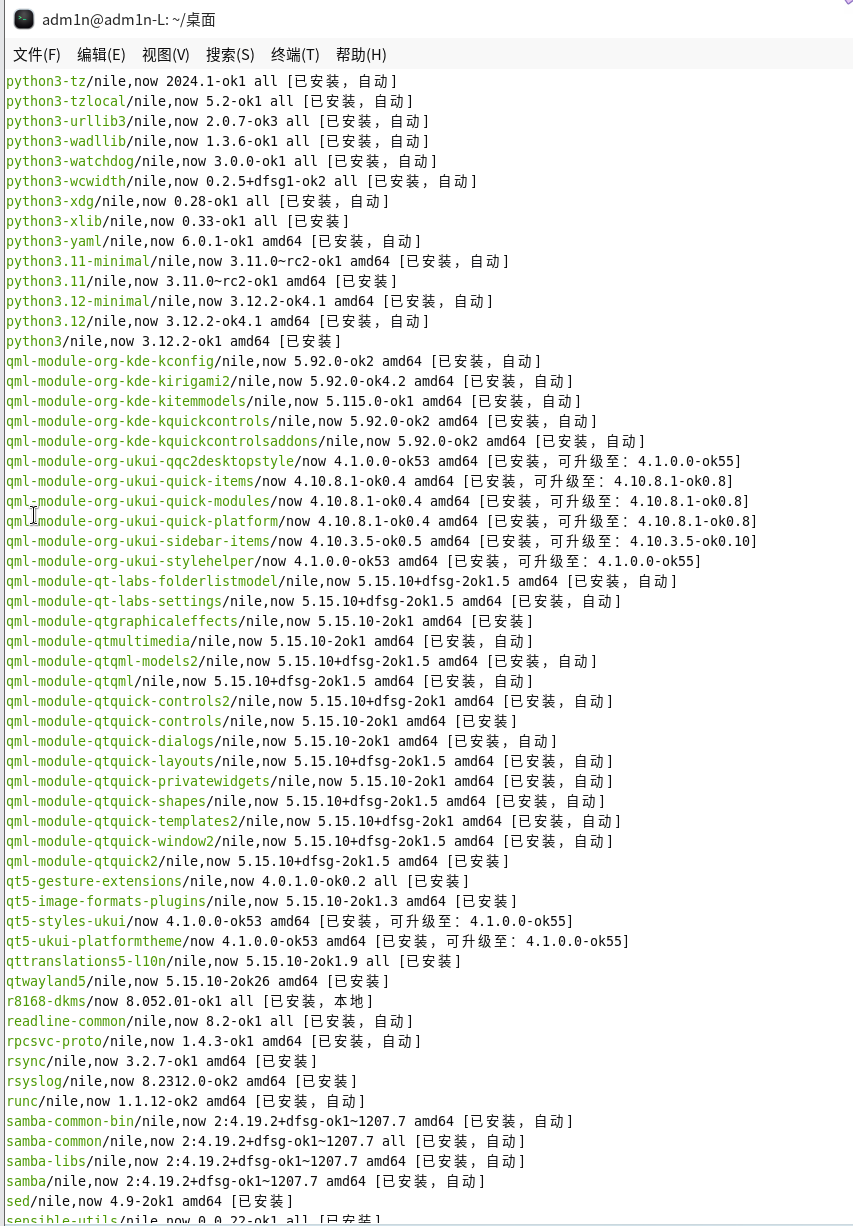 adm1n@adm1n-L: ~/桌面
文件(F) 编辑(E) 视图(V) 搜索(S) 终端(T) 帮助(H)
python3-tz/nile,now 2024.1-ok1 all [已安装，自动]
python3-tzlocal/nile,now 5.2-ok1 all [已安装，自动]
python3-urllib3/nile,now 2.0.7-ok3 all [已安装，自动]
python3-wadllib/nile,now 1.3.6-ok1 all [已安装，自动]
python3-watchdog/nile,now 3.0.0-ok1 all [已安装，自动]
python3-wcwidth/nile,now 0.2.5+dfsg1-ok2 all [已安装，自动]
python3-xdg/nile,now 0.28-ok1 all [已安装，自动]
python3-xlib/nile,now 0.33-ok1 all [已安装]
python3-yaml/nile,now 6.0.1-ok1 amd64 [已安装，自动]
python3.11-minimal/nile,now 3.11.0~rc2-ok1 amd64 [已安装，自动]
python3.11/nile,now 3.11.0~rc2-ok1 amd64 [已安装]
python3.12-minimal/nile,now 3.12.2-ok4.1 amd64 [已安装，自动]
python3.12/nile,now 3.12.2-ok4.1 amd64 [已安装，自动]
python3/nile,now 3.12.2-ok1 amd64 [已安装]
qml-module-org-kde-kconfig/nile,now 5.92.0-ok2 amd64 [已安装，自动]
qml-module-org-kde-kirigami2/nile,now 5.92.0-ok4.2 amd64 [已安装，自动]
qml-module-org-kde-kitemmodels/nile,now 5.115.0-ok1 amd64 [已安装，自动]
qml-module-org-kde-kquickcontrols/nile,now 5.92.0-ok2 amd64 [已安装，自动]
qml-module-org-kde-kquickcontrolsaddons/nile,now 5.92.0-ok2 amd64 [已安装，自动]
qml-module-org-ukui-qqc2desktopstyle/now 4.1.0.0-ok53 amd64 [已安装，可升级至：4.1.0.0-ok55]
qml-module-org-ukui-quick-items/now 4.10.8.1-ok0.4 amd64 [已安装，可升级至：4.10.8.1-ok0.8]
qml-module-org-ukui-quick-modules/now 4.10.8.1-ok0.4 amd64 [已安装，可升级至：4.10.8.1-ok0.8]
qml-module-org-ukui-quick-platform/now 4.10.8.1-ok0.4 amd64 [已安装，可升级至：4.10.8.1-ok0.8]
qml-module-org-ukui-sidebar-items/now 4.10.3.5-ok0.5 amd64 [已安装，可升级至：4.10.3.5-ok0.10]
qml-module-org-ukui-stylehelper/now 4.1.0.0-ok53 amd64 [已安装，可升级至：4.1.0.0-ok55]
qml-module-qt-labs-folderlistmodel/nile,now 5.15.10+dfsg-2ok1.5 amd64 [已安装，自动]
qml-module-qt-labs-settings/nile,now 5.15.10+dfsg-2ok1.5 amd64 [已安装，自动]
qml-module-qtgraphicaleffects/nile,now 5.15.10-2ok1 amd64 [已安装]
qml-module-qtmultimedia/nile,now 5.15.10-2ok1 amd64 [已安装，自动]
qml-module-qtqml-models2/nile,now 5.15.10+dfsg-2ok1.5 amd64 [已安装，自动]
qml-module-qtqml/nile,now 5.15.10+dfsg-2ok1.5 amd64 [已安装，自动]
qml-module-qtquick-controls2/nile,now 5.15.10+dfsg-2ok1 amd64 [已安装，自动]
qml-module-qtquick-controls/nile,now 5.15.10-2ok1 amd64 [已安装]
qml-module-qtquick-dialogs/nile,now 5.15.10-2ok1 amd64 [已安装，自动]
qml-module-qtquick-layouts/nile,now 5.15.10+dfsg-2ok1.5 amd64 [已安装，自动]
qml-module-qtquick-privatewidgets/nile,now 5.15.10-2ok1 amd64 [已安装，自动]
qml-module-qtquick-shapes/nile,now 5.15.10+dfsg-2ok1.5 amd64 [已安装，自动]
qml-module-qtquick-templates2/nile,now 5.15.10+dfsg-2ok1 amd64 [已安装，自动]
qml-module-qtquick-window2/nile,now 5.15.10+dfsg-2ok1.5 amd64 [已安装，自动]
qml-module-qtquick2/nile,now 5.15.10+dfsg-2ok1.5 amd64 [已安装]
qt5-gesture-extensions/nile,now 4.0.1.0-ok0.2 all [已安装]
qt5-image-formats-plugins/nile,now 5.15.10-2ok1.3 amd64 [已安装]
qt5-styles-ukui/now 4.1.0.0-ok53 amd64 [已安装，可升级至：4.1.0.0-ok55]
qt5-ukui-platformtheme/now 4.1.0.0-ok53 amd64 [已安装，可升级至：4.1.0.0-ok55]
qttranslations5-l10n/nile,now 5.15.10-2ok1.9 all [已安装]
qtwayland5/nile,now 5.15.10-2ok26 amd64 [已安装]
r8168-dkms/now 8.052.01-ok1 all [已安装，本地]
readline-common/nile,now 8.2-ok1 all [已安装，自动]
rpcsvc-proto/nile,now 1.4.3-ok1 amd64 [已安装，自动]
rsync/nile,now 3.2.7-ok1 amd64 [已安装]
rsyslog/nile,now 8.2312.0-ok2 amd64 [已安装]
runc/nile,now 1.1.12-ok2 amd64 [已安装，自动]
samba-common-bin/nile,now 2:4.19.2+dfsg-ok1~1207.7 amd64 [已安装，自动]
samba-common/nile,now 2:4.19.2+dfsg-ok1~1207.7 all [已安装，自动]
samba-libs/nile,now 2:4.19.2+dfsg-ok1~1207.7 amd64 [已安装，自动]
samba/nile,now 2:4.19.2+dfsg-ok1~1207.7 amd64 [已安装，自动]
sed/nile,now 4.9-2ok1 amd64 [已安装]
sensible-utils/nile,now 0.0.22-ok1 all [已安装]